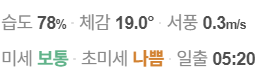 습도 78% · 체감 19.0° · 서풍 0.3m/s
미세 보통 · 초미세 나쁨 · 일출 05:20